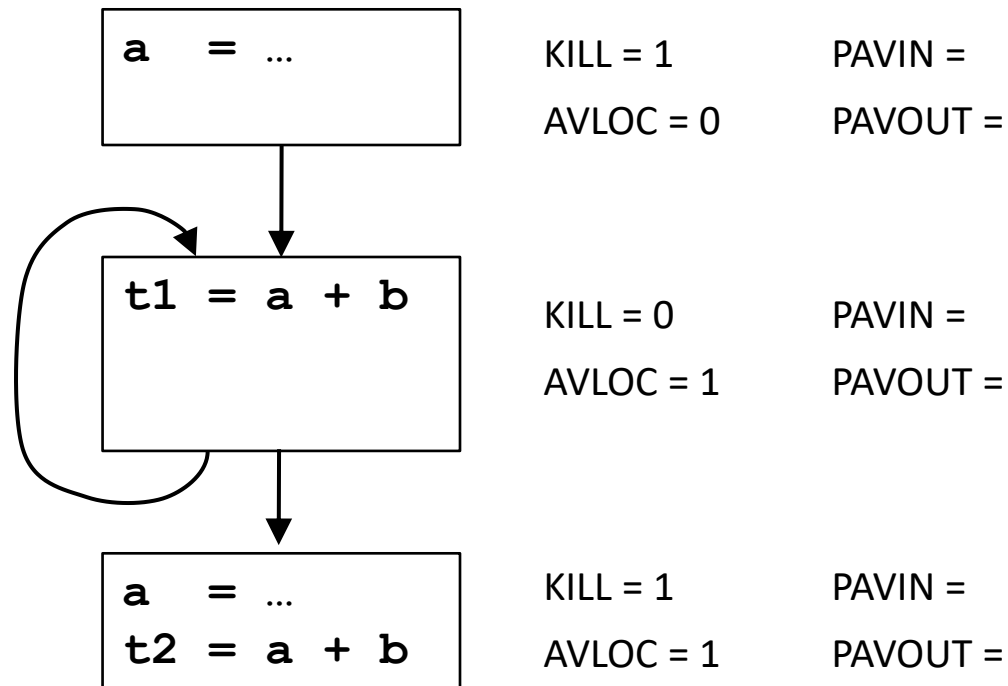 a = …
KILL = 1 PAVIN =
AVLOC = 0 PAVOUT =
t1 = a + b
KILL = 0 PAVIN =
AVLOC = 1 PAVOUT =
a = …
t2 = a + b
KILL = 1 PAVIN =
AVLOC = 1 PAVOUT =